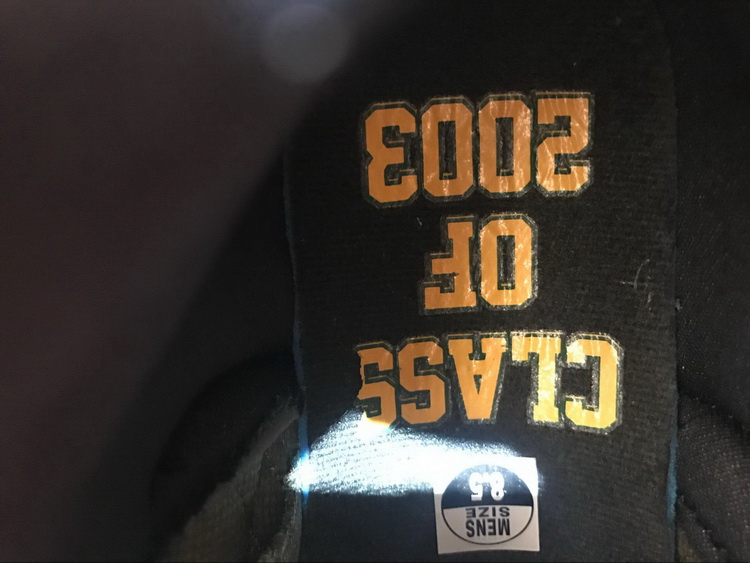 CLASS
OF
2003
MENS
SIZE
8.5